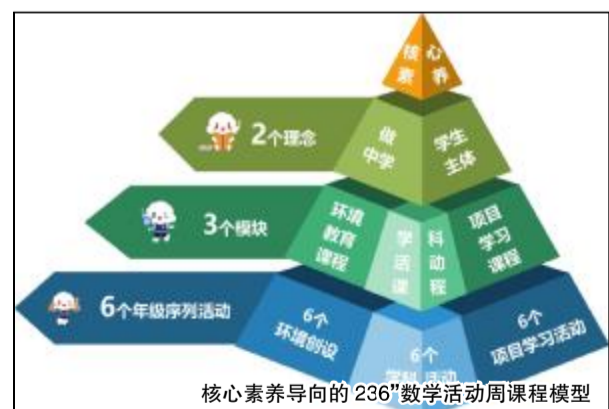 核心
素养
2个理念
做
中学
学生
主体
3个模块
环境
教育
课程
学科
活动
课程
项目
学习
课程
6个年级序列活动
6个
环境创设
6个
学科活动
6个
项目学习活动
核心素养导向的236”数学活动周课程模型